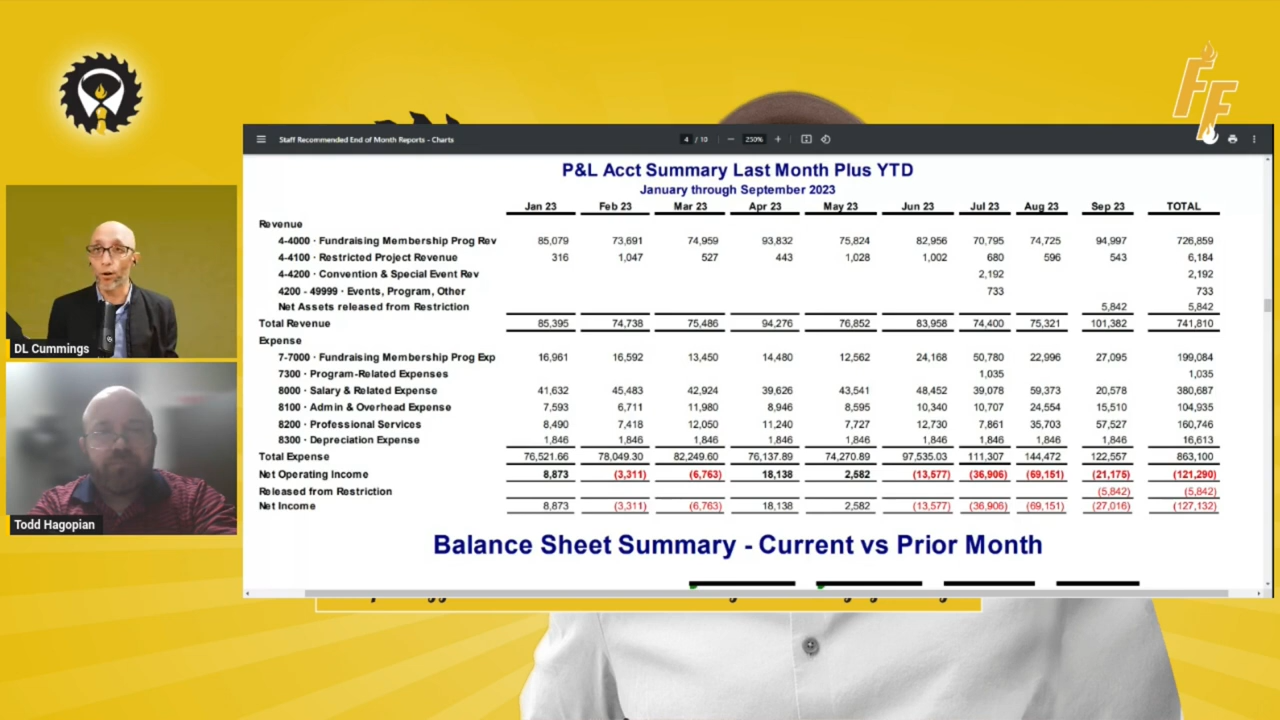 FF
Staff Recommended End of Month Reports - Charts 4 / 10 — 250% +
P&L Acct Summary Last Month Plus YTD
January through September 2023
Jan 23 Feb 23 Mar 23 Apr 23 May 23 Jun 23 Jul 23 Aug 23 Sep 23 TOTAL
Revenue
4-4000 · Fundraising Membership Prog Rev 85,079 73,691 74,959 93,832 75,824 82,956 70,795 74,725 94,997 726,859
4-4100 · Restricted Project Revenue 316 1,047 527 443 1,028 1,002 680 596 543 6,184
4-4200 · Convention & Special Event Rev 2,192 2,192
4200 - 49999 · Events, Program, Other 733 733
Net Assets released from Restriction 5,842 5,842
Total Revenue 85,395 74,738 75,486 94,276 76,852 83,958 74,400 75,321 101,382 741,810
Expense
7-7000 · Fundraising Membership Prog Exp 16,961 16,592 13,450 14,480 12,562 24,168 50,780 22,996 27,095 199,084
7300 · Program-Related Expenses 1,035 1,035
8000 · Salary & Related Expense 41,632 45,483 42,924 39,626 43,541 48,452 39,078 59,373 20,578 380,687
8100 · Admin & Overhead Expense 7,593 6,711 11,980 8,946 8,595 10,340 10,707 24,554 15,510 104,935
8200 · Professional Services 8,490 7,418 12,050 11,240 7,727 12,730 7,861 35,703 57,527 160,746
8300 · Depreciation Expense 1,846 1,846 1,846 1,846 1,846 1,846 1,846 1,846 1,846 16,613
Total Expense 76,521.66 78,049.30 82,249.60 76,137.89 74,270.89 97,535.03 111,307 144,472 122,557 863,100
Net Operating Income 8,873 (3,311) (6,763) 18,138 2,582 (13,577) (36,906) (69,151) (21,175) (121,290)
Released from Restriction (5,842) (5,842)
Net Income 8,873 (3,311) (6,763) 18,138 2,582 (13,577) (36,906) (69,151) (27,016) (127,132)
Balance Sheet Summary - Current vs Prior Month
DL Cummings
Todd Hagopian